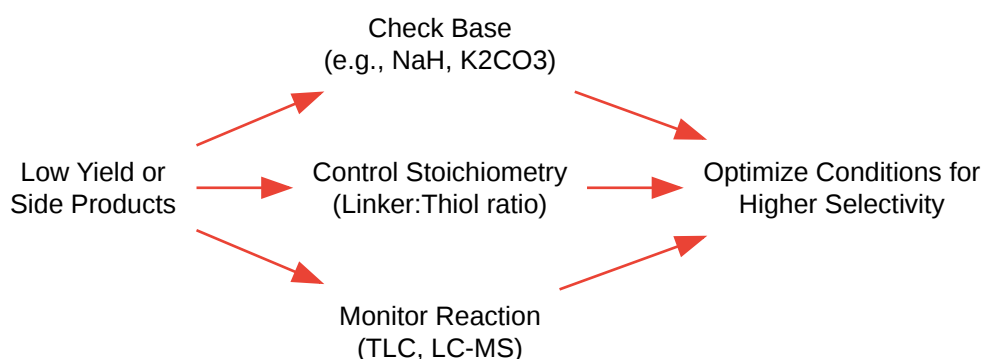 Check Base
(e.g., NaH, K2CO3)
Low Yield or
Side Products
Control Stoichiometry
(Linker:Thiol ratio)
Optimize Conditions for
Higher Selectivity
Monitor Reaction
(TLC, LC-MS)